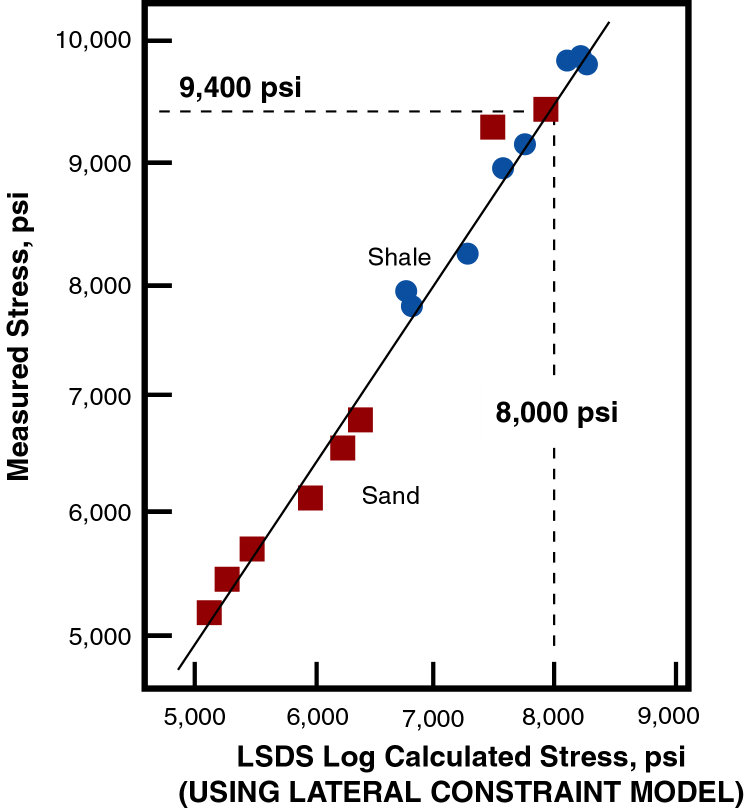 10,000
9,400 psi
9,000
Shale
8,000
7,000
8,000 psi
Sand
6,000
5,000
Measured Stress, psi
5,000 6,000 7,000 8,000 9,000
LSDS Log Calculated Stress, psi
(USING LATERAL CONSTRAINT MODEL)